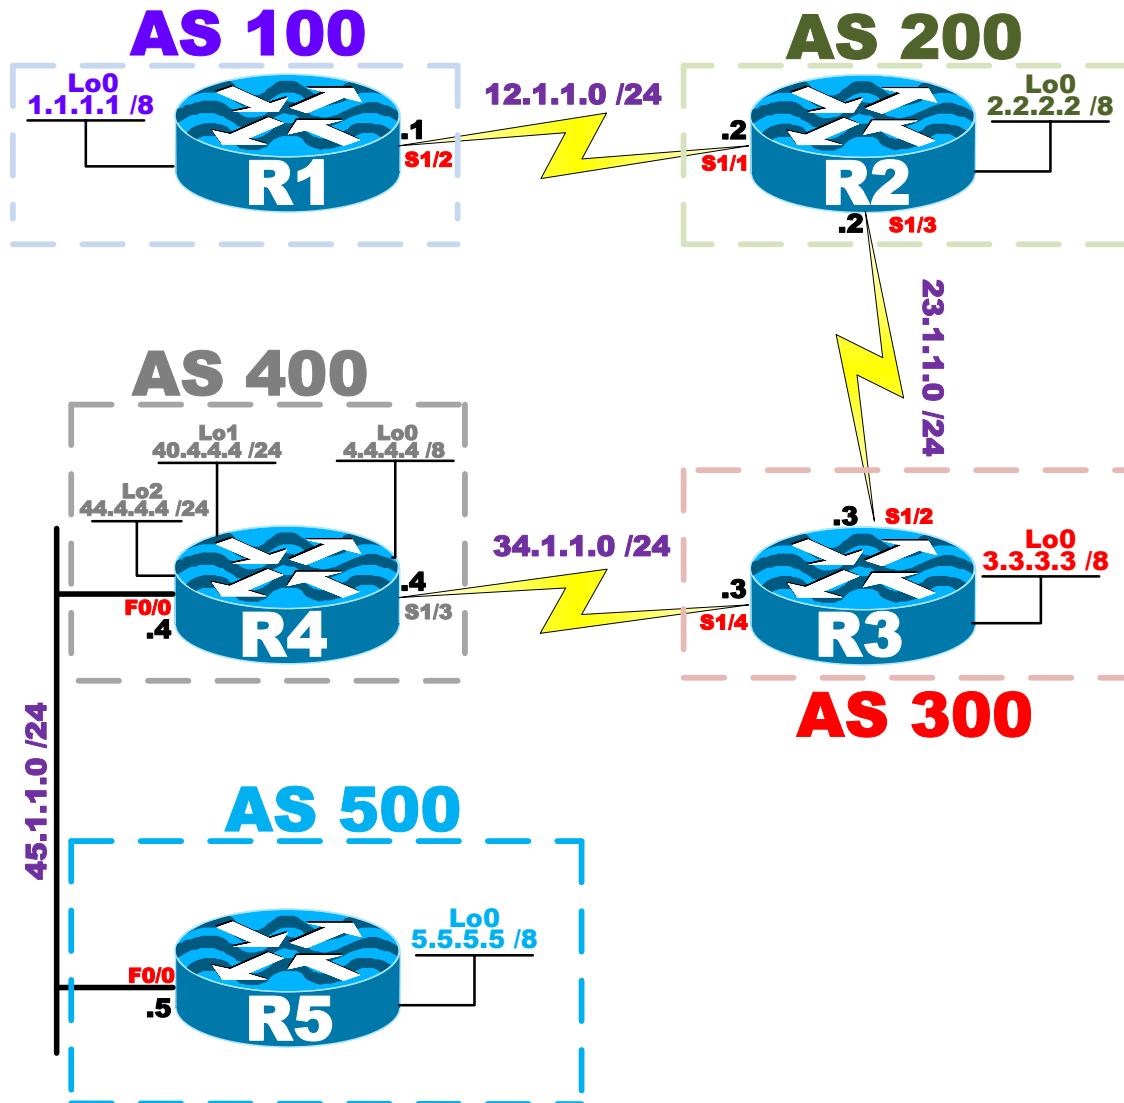 AS 100
Lo0
1.1.1.1 /8
R1
.1
S1/2
12.1.1.0 /24
AS 200
.2
S1/1
R2
Lo0
2.2.2.2 /8
.2
S1/3
23.1.1.0 /24
AS 400
Lo1
40.4.4.4 /24
Lo0
4.4.4.4 /8
Lo2
44.4.4.4 /24
F0/0
.4
R4
.4
S1/3
34.1.1.0 /24
.3
S1/2
.3
S1/4
R3
Lo0
3.3.3.3 /8
AS 300
45.1.1.0 /24
AS 500
F0/0
.5
R5
Lo0
5.5.5.5 /8